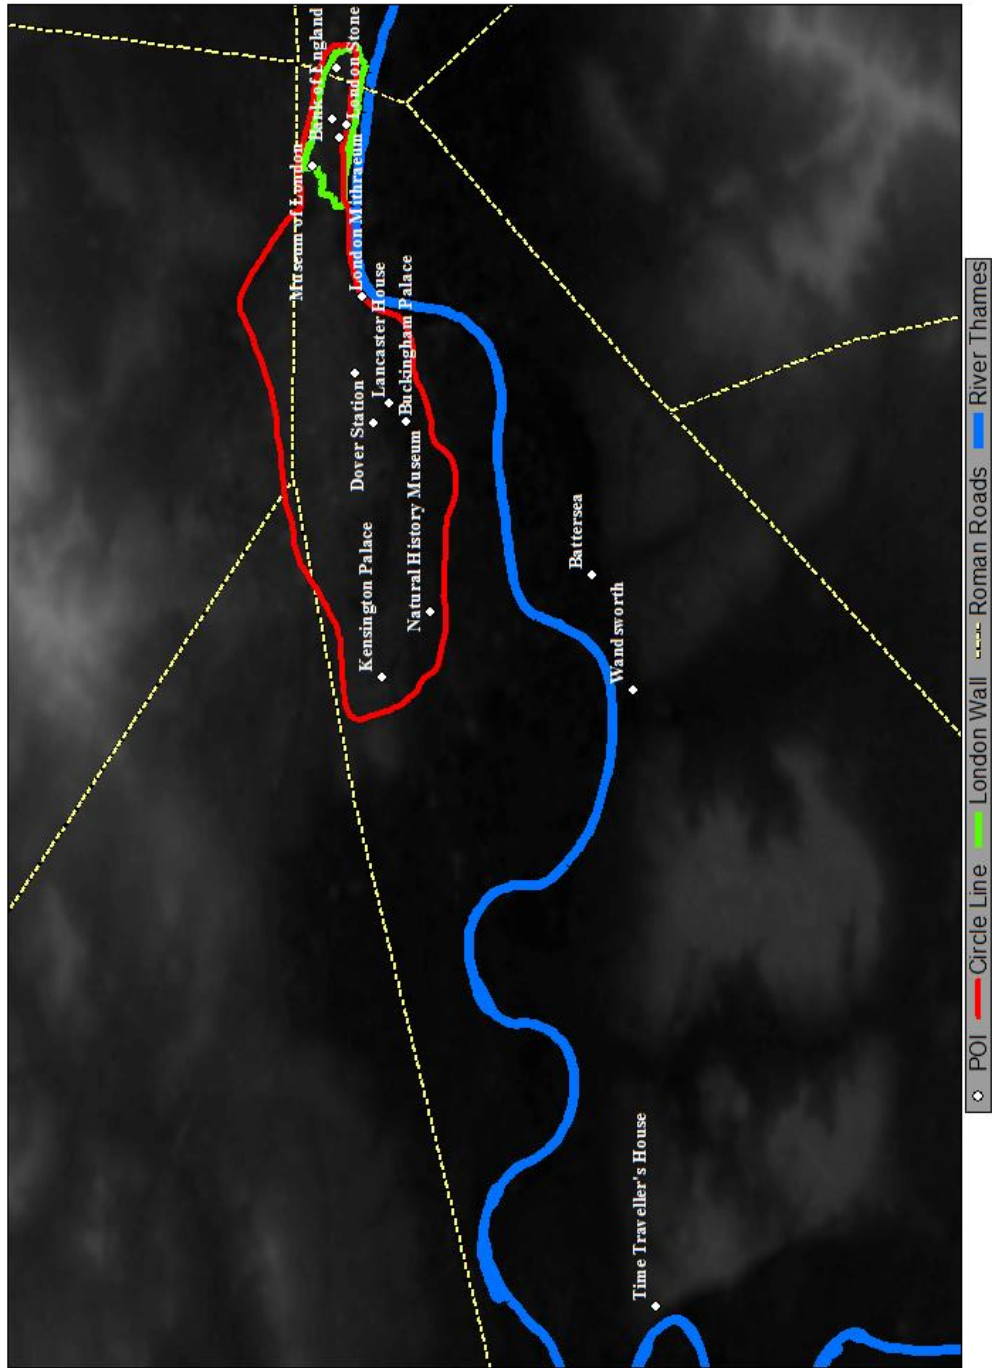 Time Traveller's House
Wandsworth
Battersea
Kensington Palace
Natural History Museum
Dover Station
Buckingham Palace
Lancaster House
London Mithraeum
Museum of London
Bank of England
London Stone
POI Circle Line London Wall Roman Roads River Thames